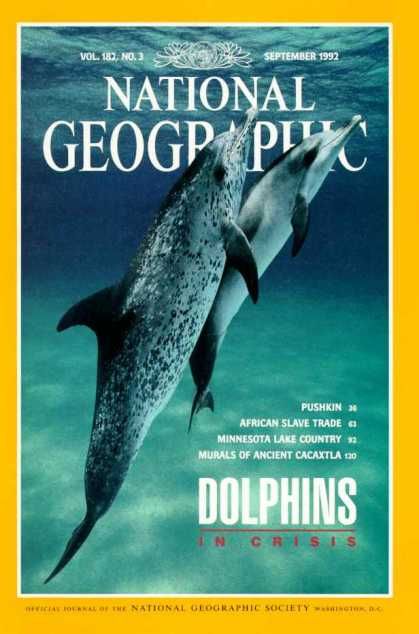 VOL. 182, NO. 3 SEPTEMBER 1992
NATIONAL
GEOGRAPHIC
PUSHKIN 36
AFRICAN SLAVE TRADE 63
MINNESOTA LAKE COUNTRY 92
MURALS OF ANCIENT CACAXTLA 120
DOLPHINS
IN CRISIS
OFFICIAL JOURNAL OF THE NATIONAL GEOGRAPHIC SOCIETY WASHINGTON, D.C.